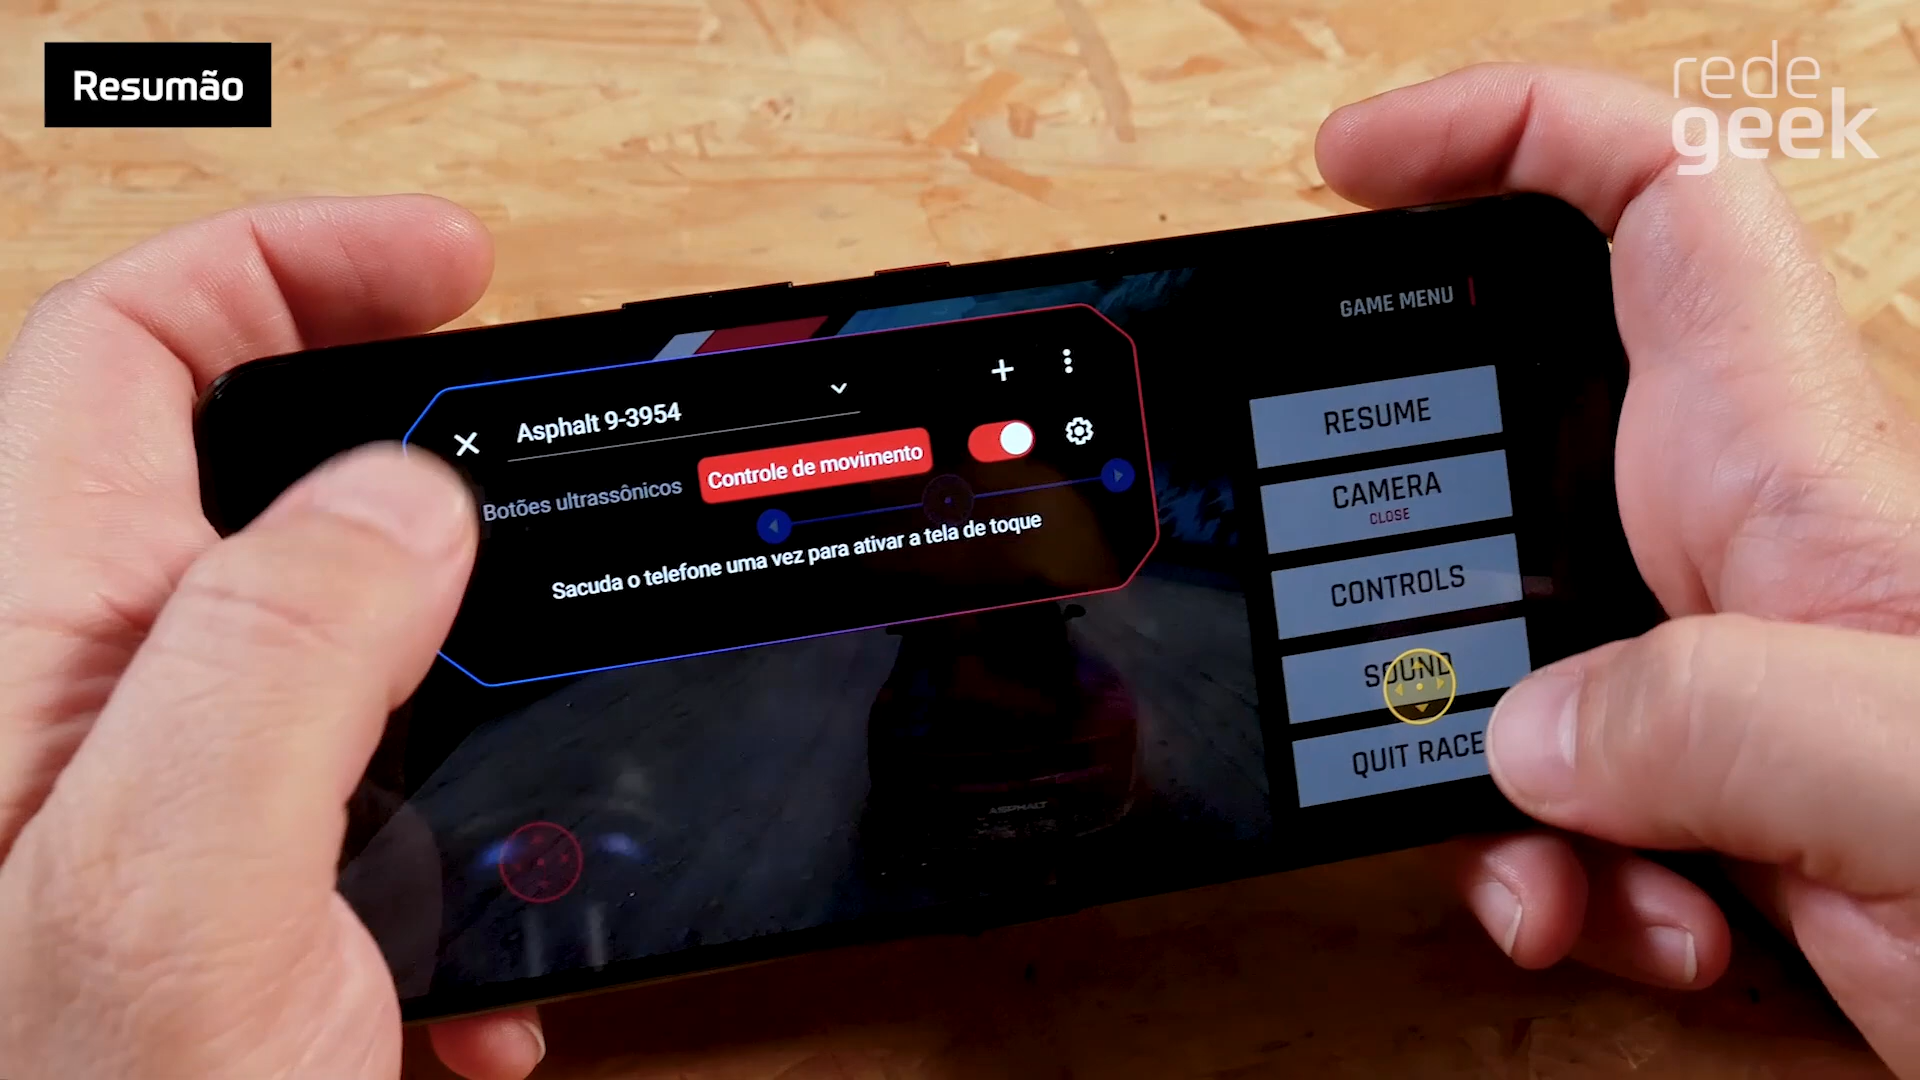 Resumão
rede
geek
GAME MENU
Asphalt 9-3954
Botões ultrassônicos
Controle de movimento
Sacuda o telefone uma vez para ativar a tela de toque
RESUME
CAMERA
CLOSE
CONTROLS
SOUND
QUIT RACE
ASPHALT